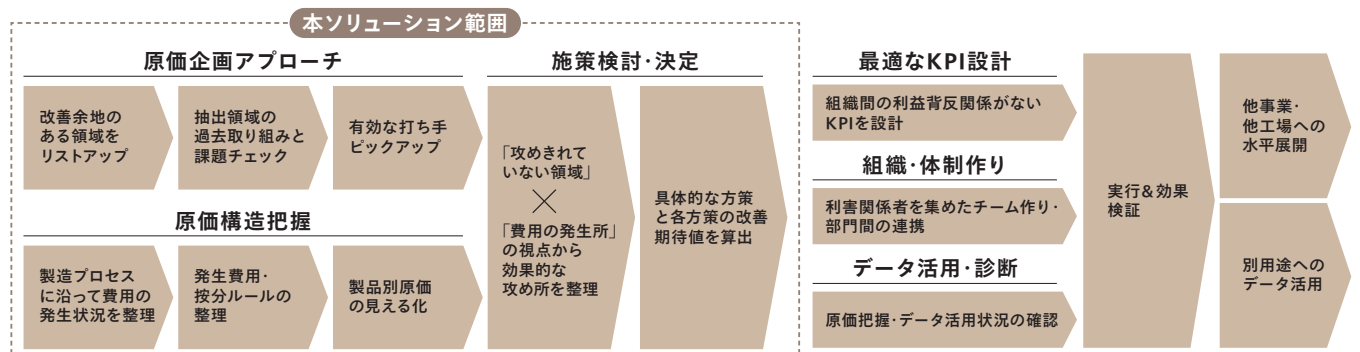 本ソリューション範囲
原価企画アプローチ
改善余地の
ある領域を
リストアップ
抽出領域の
過去取り組みと
課題チェック
有効な打ち手
ピックアップ
原価構造把握
製造プロセス
に沿って費用の
発生状況を整理
発生費用・
按分ルールの
整理
製品別原価
の見える化
施策検討・決定
「攻めきれて
いない領域」
×
「費用の発生所」
の視点から
効果的な
攻め所を整理
具体的な方策
と各方策の改善
期待値を算出
最適なKPI設計
組織間の利益背反関係がない
KPIを設計
組織・体制作り
利害関係者を集めたチーム作り・
部門間の連携
データ活用・診断
原価把握・データ活用状況の確認
実行&効果
検証
他事業・
他工場への
水平展開
別用途への
データ活用